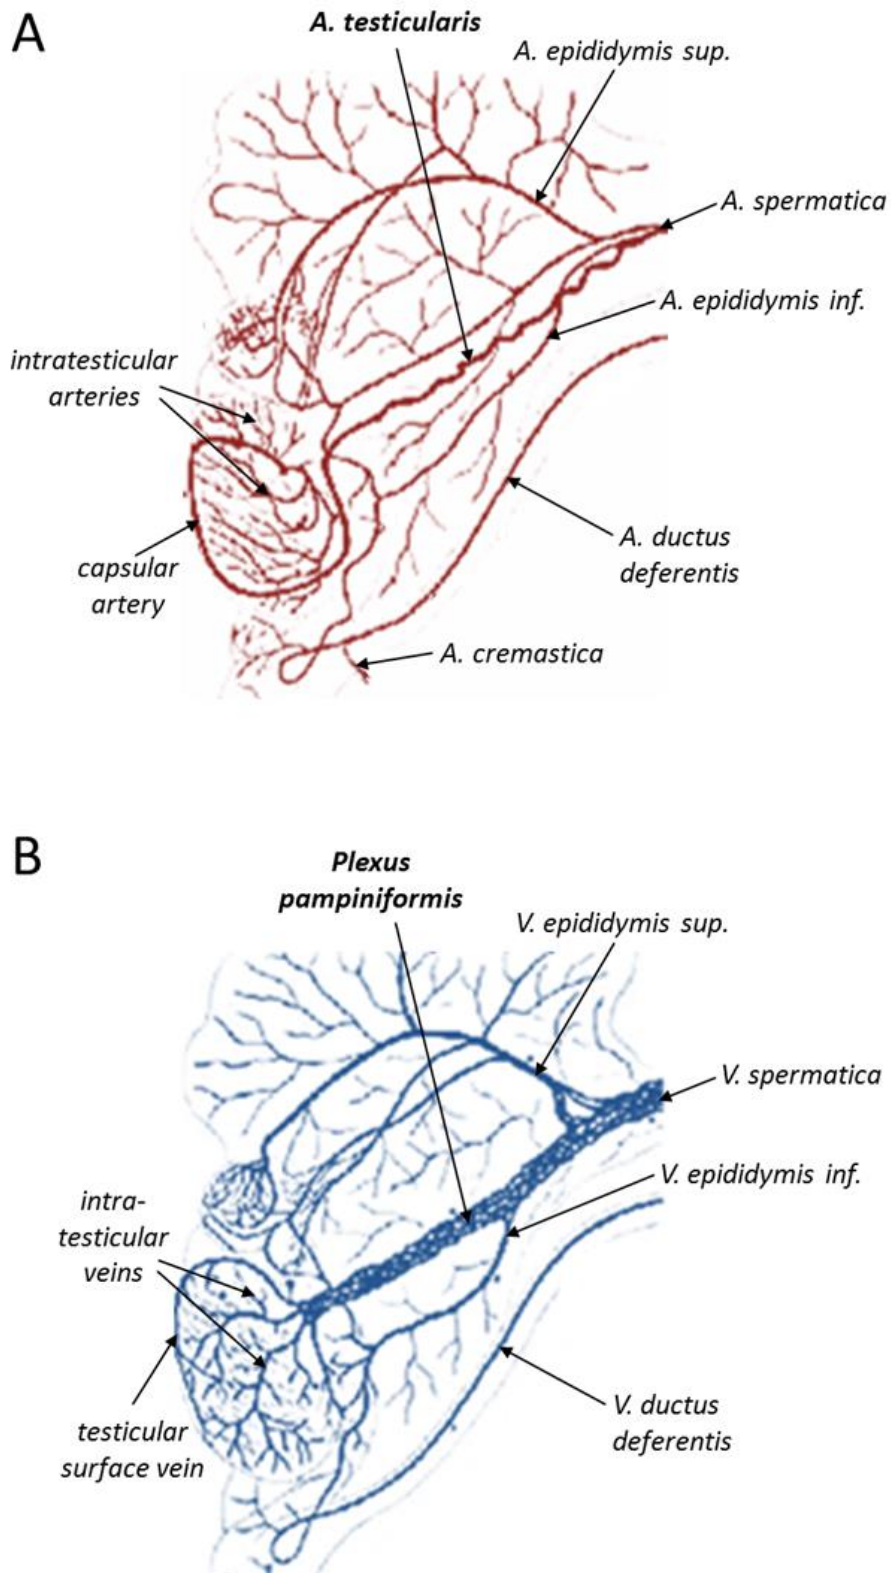 A
A. testicularis
A. epididymis sup.
A. spermatica
A. epididymis inf.
intratesticular
arteries
A. ductus
deferentis
capsular
artery
A. cremastica
B
Plexus
pampiniformis
V. epididymis sup.
V. spermatica
V. epididymis inf.
intra-
testicular
veins
V. ductus
deferentis
testicular
surface vein